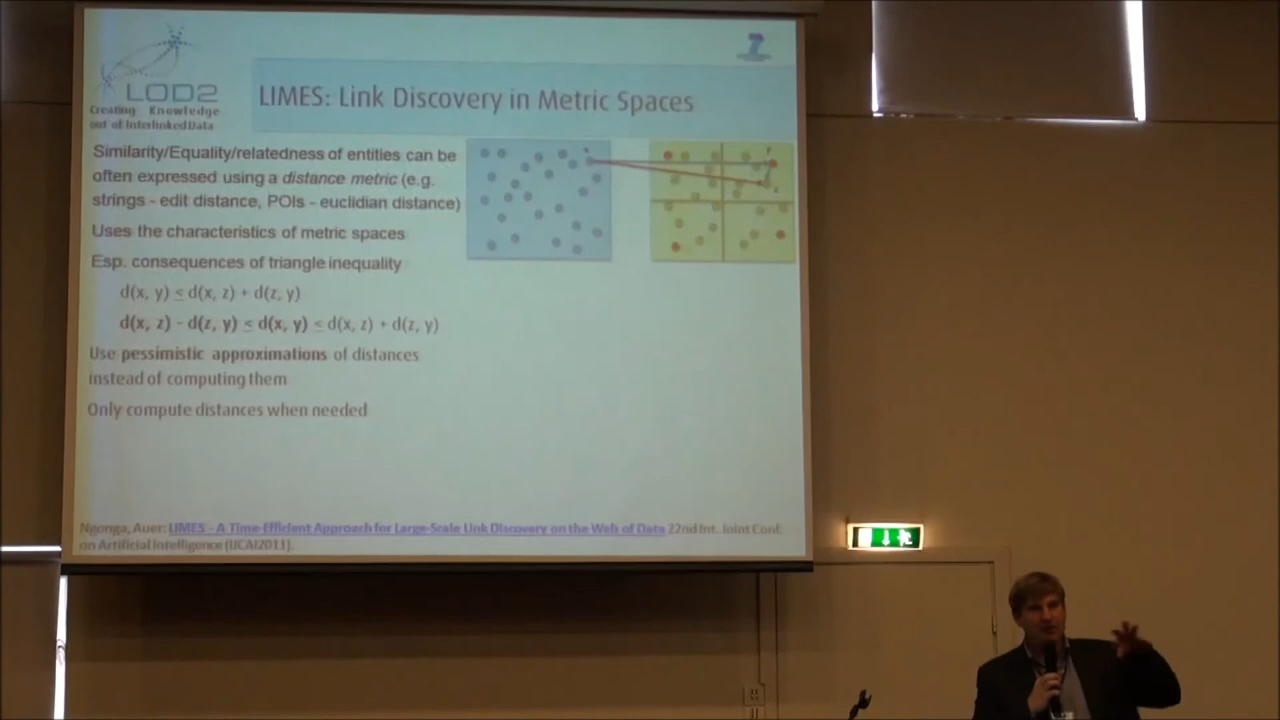 LOD2
Creating Knowledge
out of Interlinked Data
LIMES: Link Discovery in Metric Spaces
Similarity/Equality/relatedness of entities can be
often expressed using a distance metric (e.g.
strings - edit distance, POIs - euclidian distance)
Uses the characteristics of metric spaces
Esp. consequences of triangle inequality
d(x, y) ≤ d(x, z) + d(z, y)
d(x, z) - d(z, y) ≤ d(x, y) ≤ d(x, z) + d(z, y)
Use pessimistic approximations of distances
instead of computing them
Only compute distances when needed
Ngonga, Auer: LIMES - A Time-Efficient Approach for Large-Scale Link Discovery on the Web of Data 22nd Int. Joint Conf.
on Artificial Intelligence (IJCAI2011).